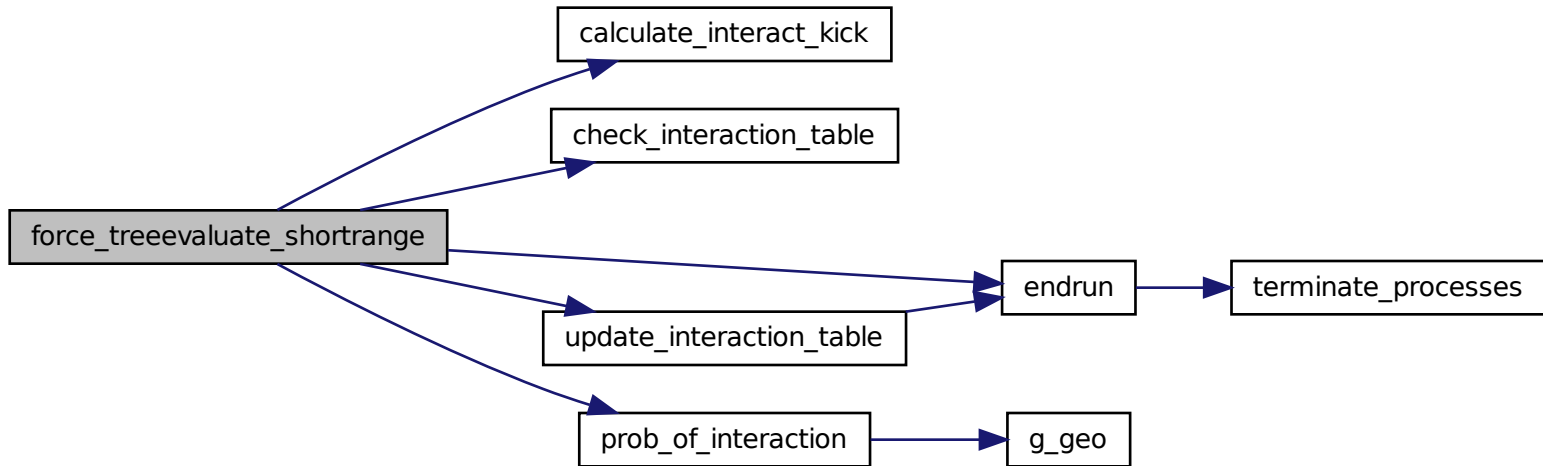 calculate_interact_kick
check_interaction_table
force_treeevaluate_shortrange
endrun
terminate_processes
update_interaction_table
prob_of_interaction
g_geo